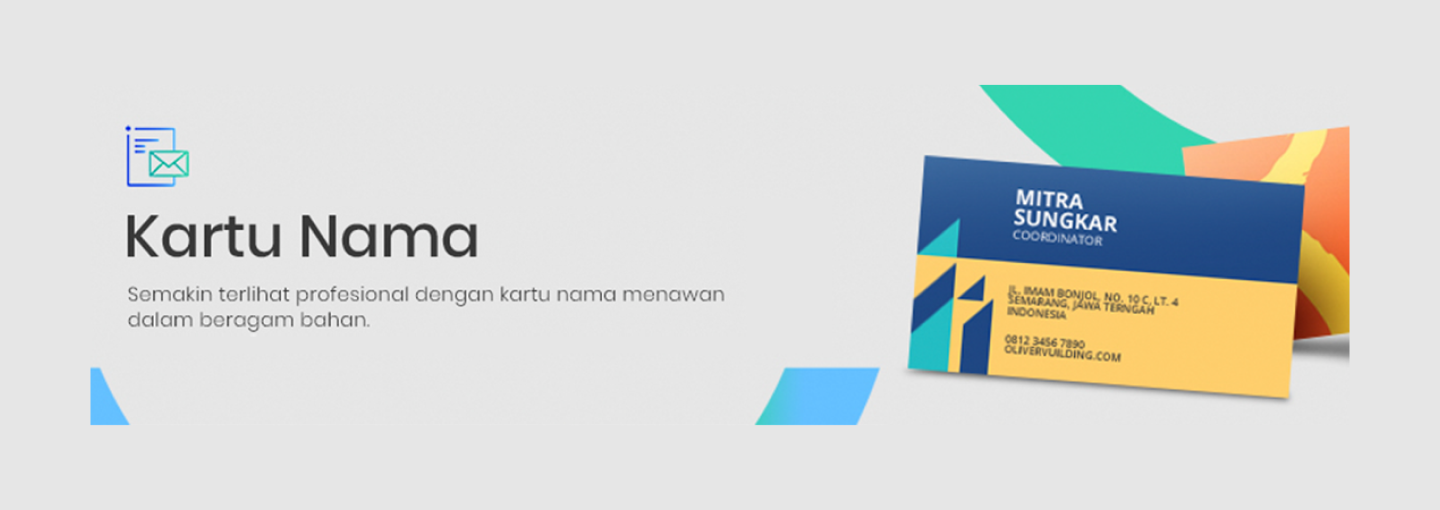 Kartu Nama
Semakin terlihat profesional dengan kartu nama menawan
dalam beragam bahan.
MITRA
SUNGKAR
COORDINATOR
JL. IMAM BONJOL, NO. 10 C, LT. 4
SEMARANG, JAWA TERNGAH
INDONESIA
0812 3456 7890
OLIVERVUILDING.COM